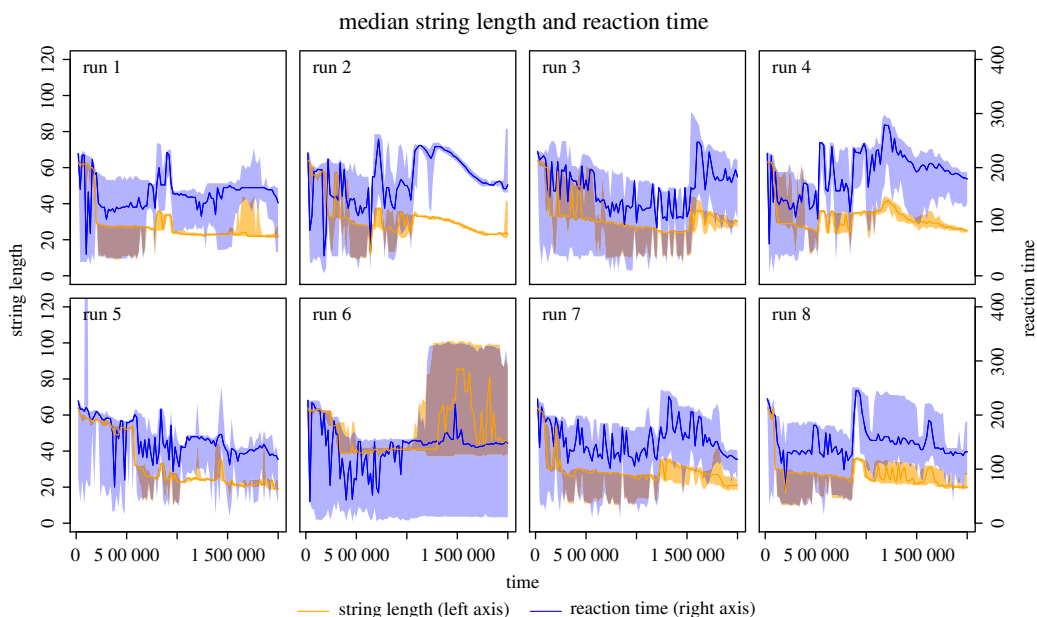 median string length and reaction time
run 1
run 2
run 3
run 4
0 20 40 60 80 100 120
0 100 200 300 400
run 5
run 6
run 7
run 8
0 20 40 60 80 100 120
0 100 200 300 400
string length
reaction time
0 5 00 000 1 500 000
0 5 00 000 1 500 000
0 5 00 000 1 500 000
0 5 00 000 1 500 000
time
string length (left axis) reaction time (right axis)